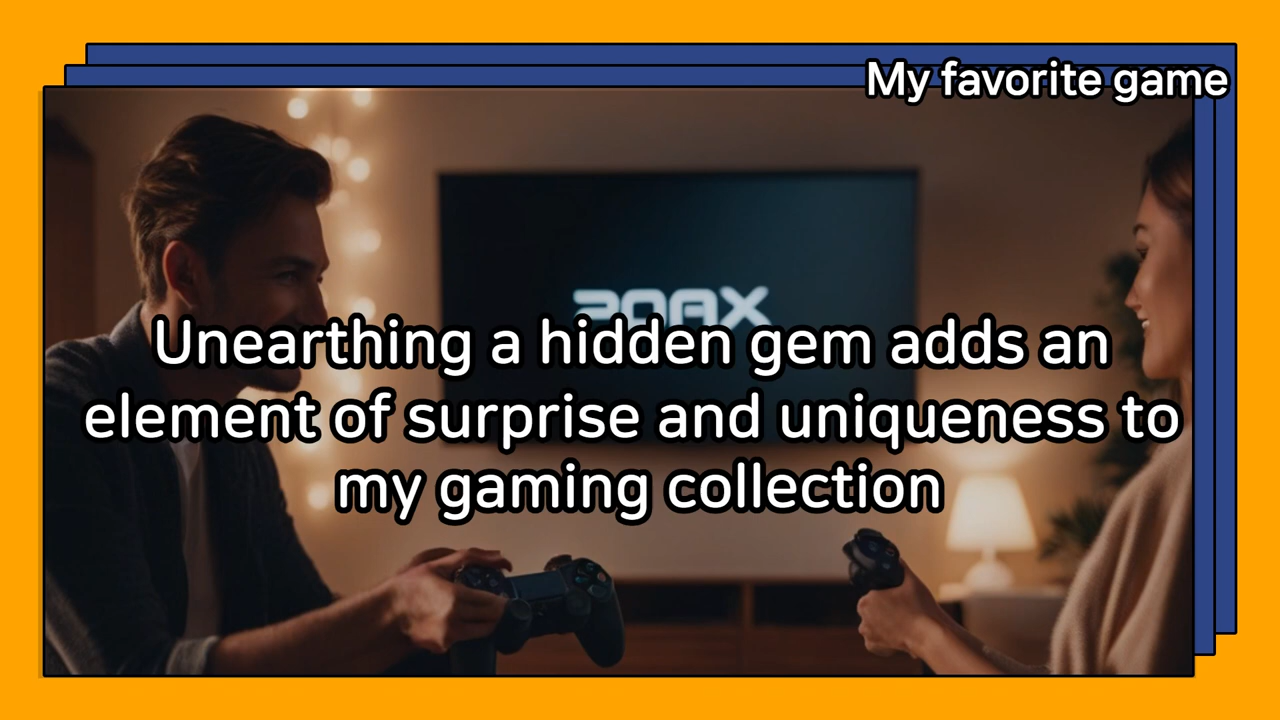 My favorite game
Unearthing a hidden gem adds an
element of surprise and uniqueness to
my gaming collection